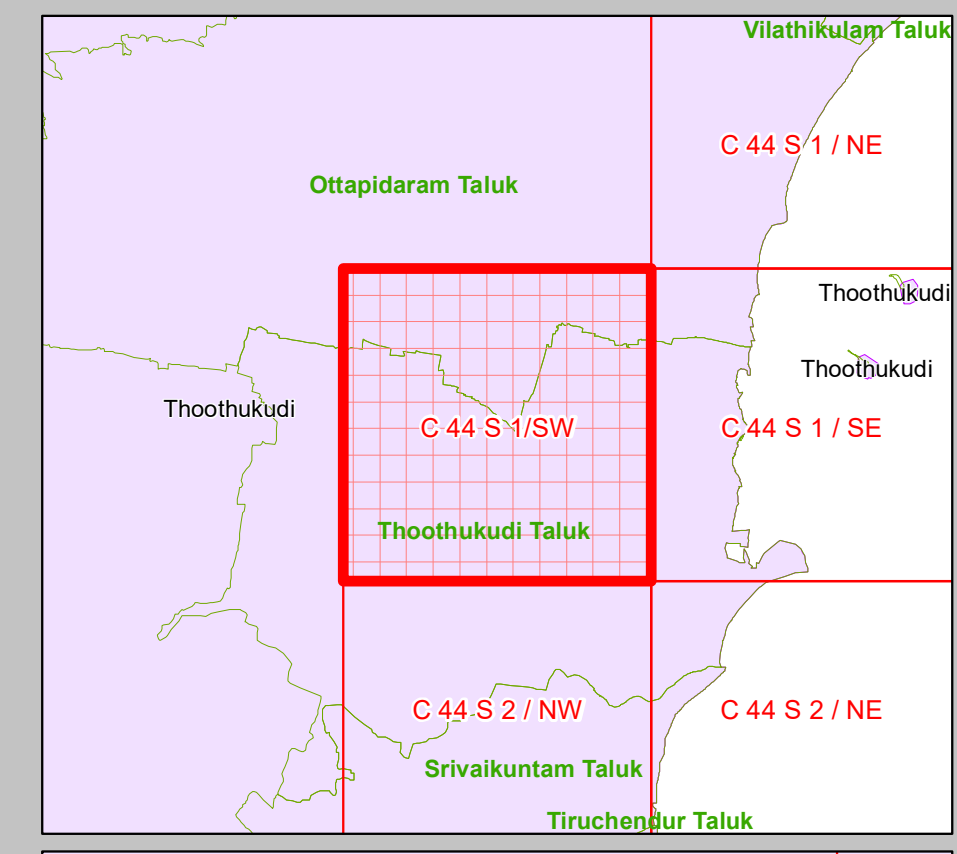 Vilathikulam Taluk
C 44 S 1 / NE
Ottapidaram Taluk
Thoothukudi
Thoothukudi
Thoothukudi
C 44 S 1/SW
C 44 S 1 / SE
Thoothukudi Taluk
C 44 S 2 / NW
C 44 S 2 / NE
Srivaikuntam Taluk
Tiruchendur Taluk